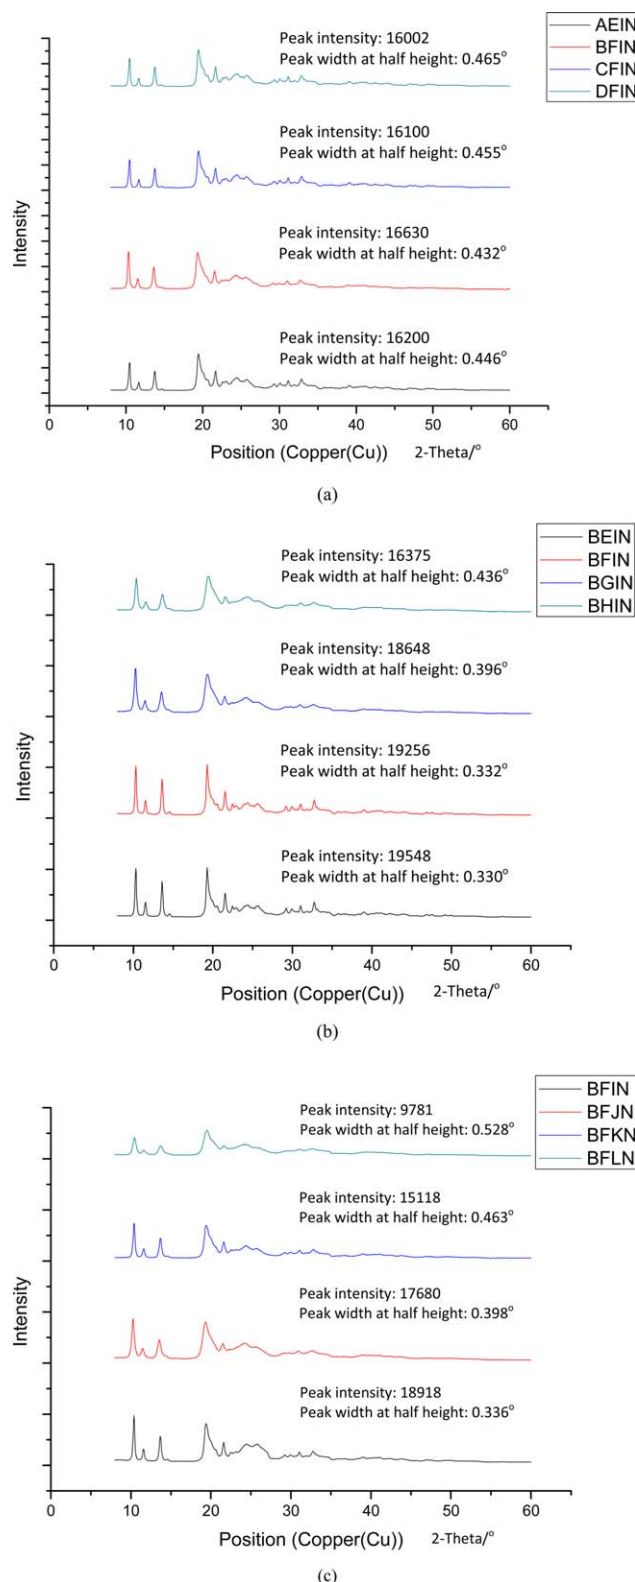 AEIN
BFIN
CFIN
DFIN
Peak intensity: 16002
Peak width at half height: 0.465°
Peak intensity: 16100
Peak width at half height: 0.455°
Peak intensity: 16630
Peak width at half height: 0.432°
Peak intensity: 16200
Peak width at half height: 0.446°
Intensity
0 10 20 30 40 50 60
Position (Copper(Cu)) 2-Theta/°
(a)
BEIN
BFIN
BGIN
BHIN
Peak intensity: 16375
Peak width at half height: 0.436°
Peak intensity: 18648
Peak width at half height: 0.396°
Peak intensity: 19256
Peak width at half height: 0.332°
Peak intensity: 19548
Peak width at half height: 0.330°
Intensity
0 10 20 30 40 50 60
Position (Copper(Cu)) 2-Theta/°
(b)
BFIN
BFJN
BFKN
BFLN
Peak intensity: 9781
Peak width at half height: 0.528°
Peak intensity: 15118
Peak width at half height: 0.463°
Peak intensity: 17680
Peak width at half height: 0.398°
Peak intensity: 18918
Peak width at half height: 0.336°
Intensity
0 10 20 30 40 50 60
Position (Copper(Cu)) 2-Theta/°
(c)